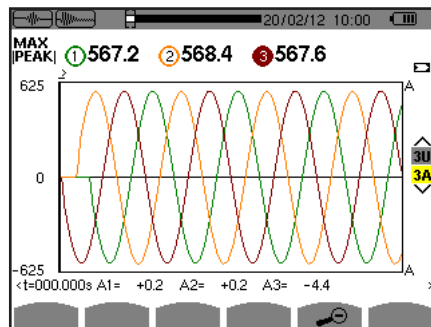 20/02/12 10:00
MAX
|PEAK| 1 567.2 2 568.4 3 567.6
625 A
3U
0 3A
-625 A
<t=000.000s A1= +0.2 A2= +0.2 A3= -4.4 >